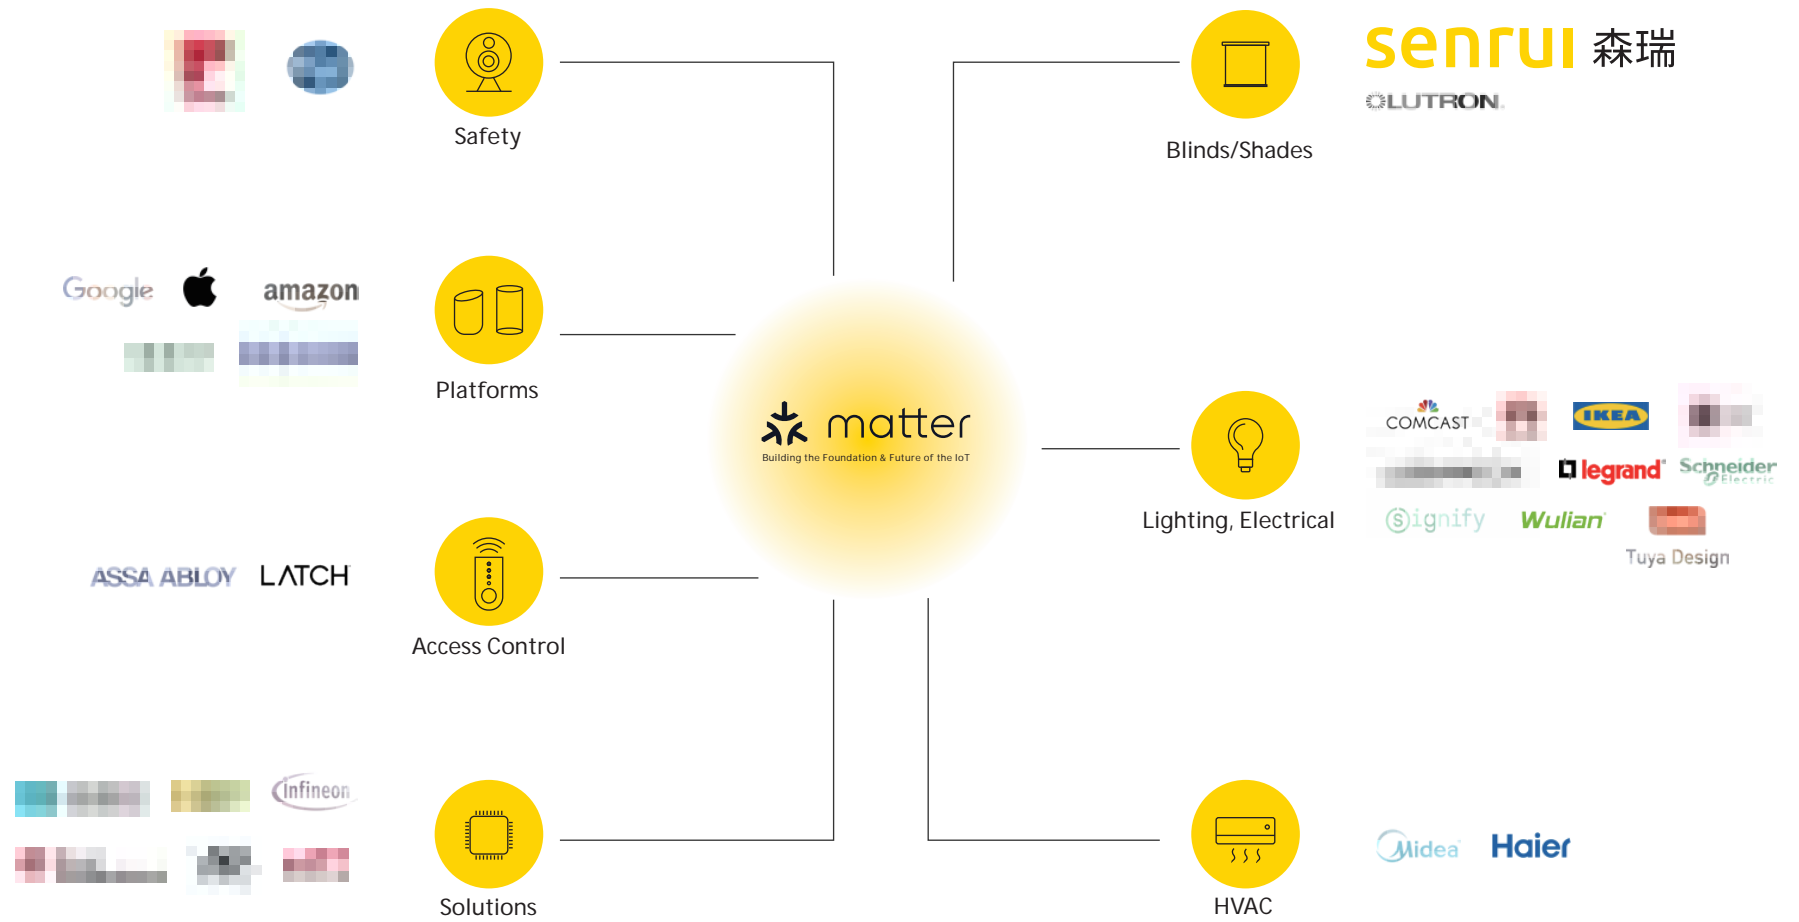 Safety
senrui 森瑞
LUTRON
Blinds/Shades
Google
amazon
Platforms
matter
Building the Foundation & Future of the IoT
COMCAST
IKEA
legrand
Schneider
Electric
Lighting, Electrical
Signify
Wulian
Tuya Design
ASSA ABLOY
LATCH
Access Control
Infineon
Solutions
Midea
Haier
HVAC